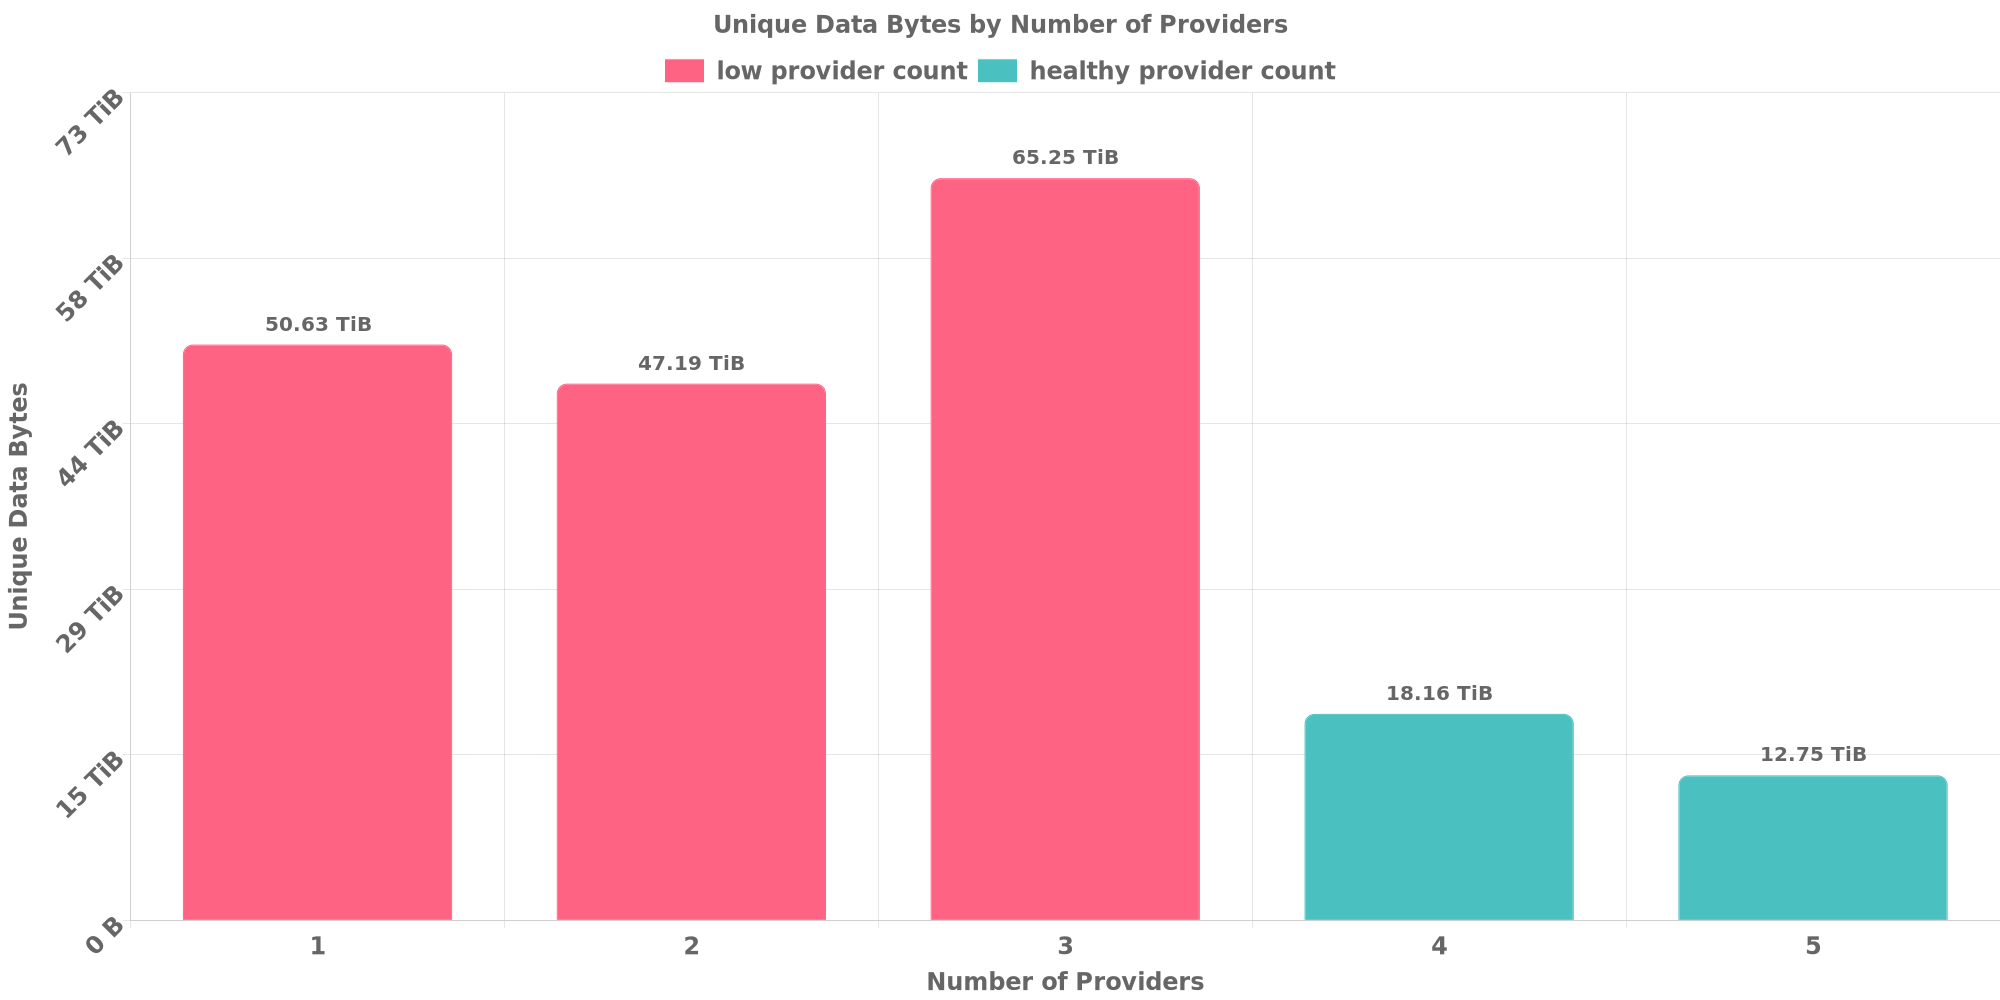 Unique Data Bytes by Number of Providers
low provider count healthy provider count
73 TiB
58 TiB
44 TiB
29 TiB
15 TiB
0 B
Unique Data Bytes
50.63 TiB
47.19 TiB
65.25 TiB
18.16 TiB
12.75 TiB
1 2 3 4 5
Number of Providers